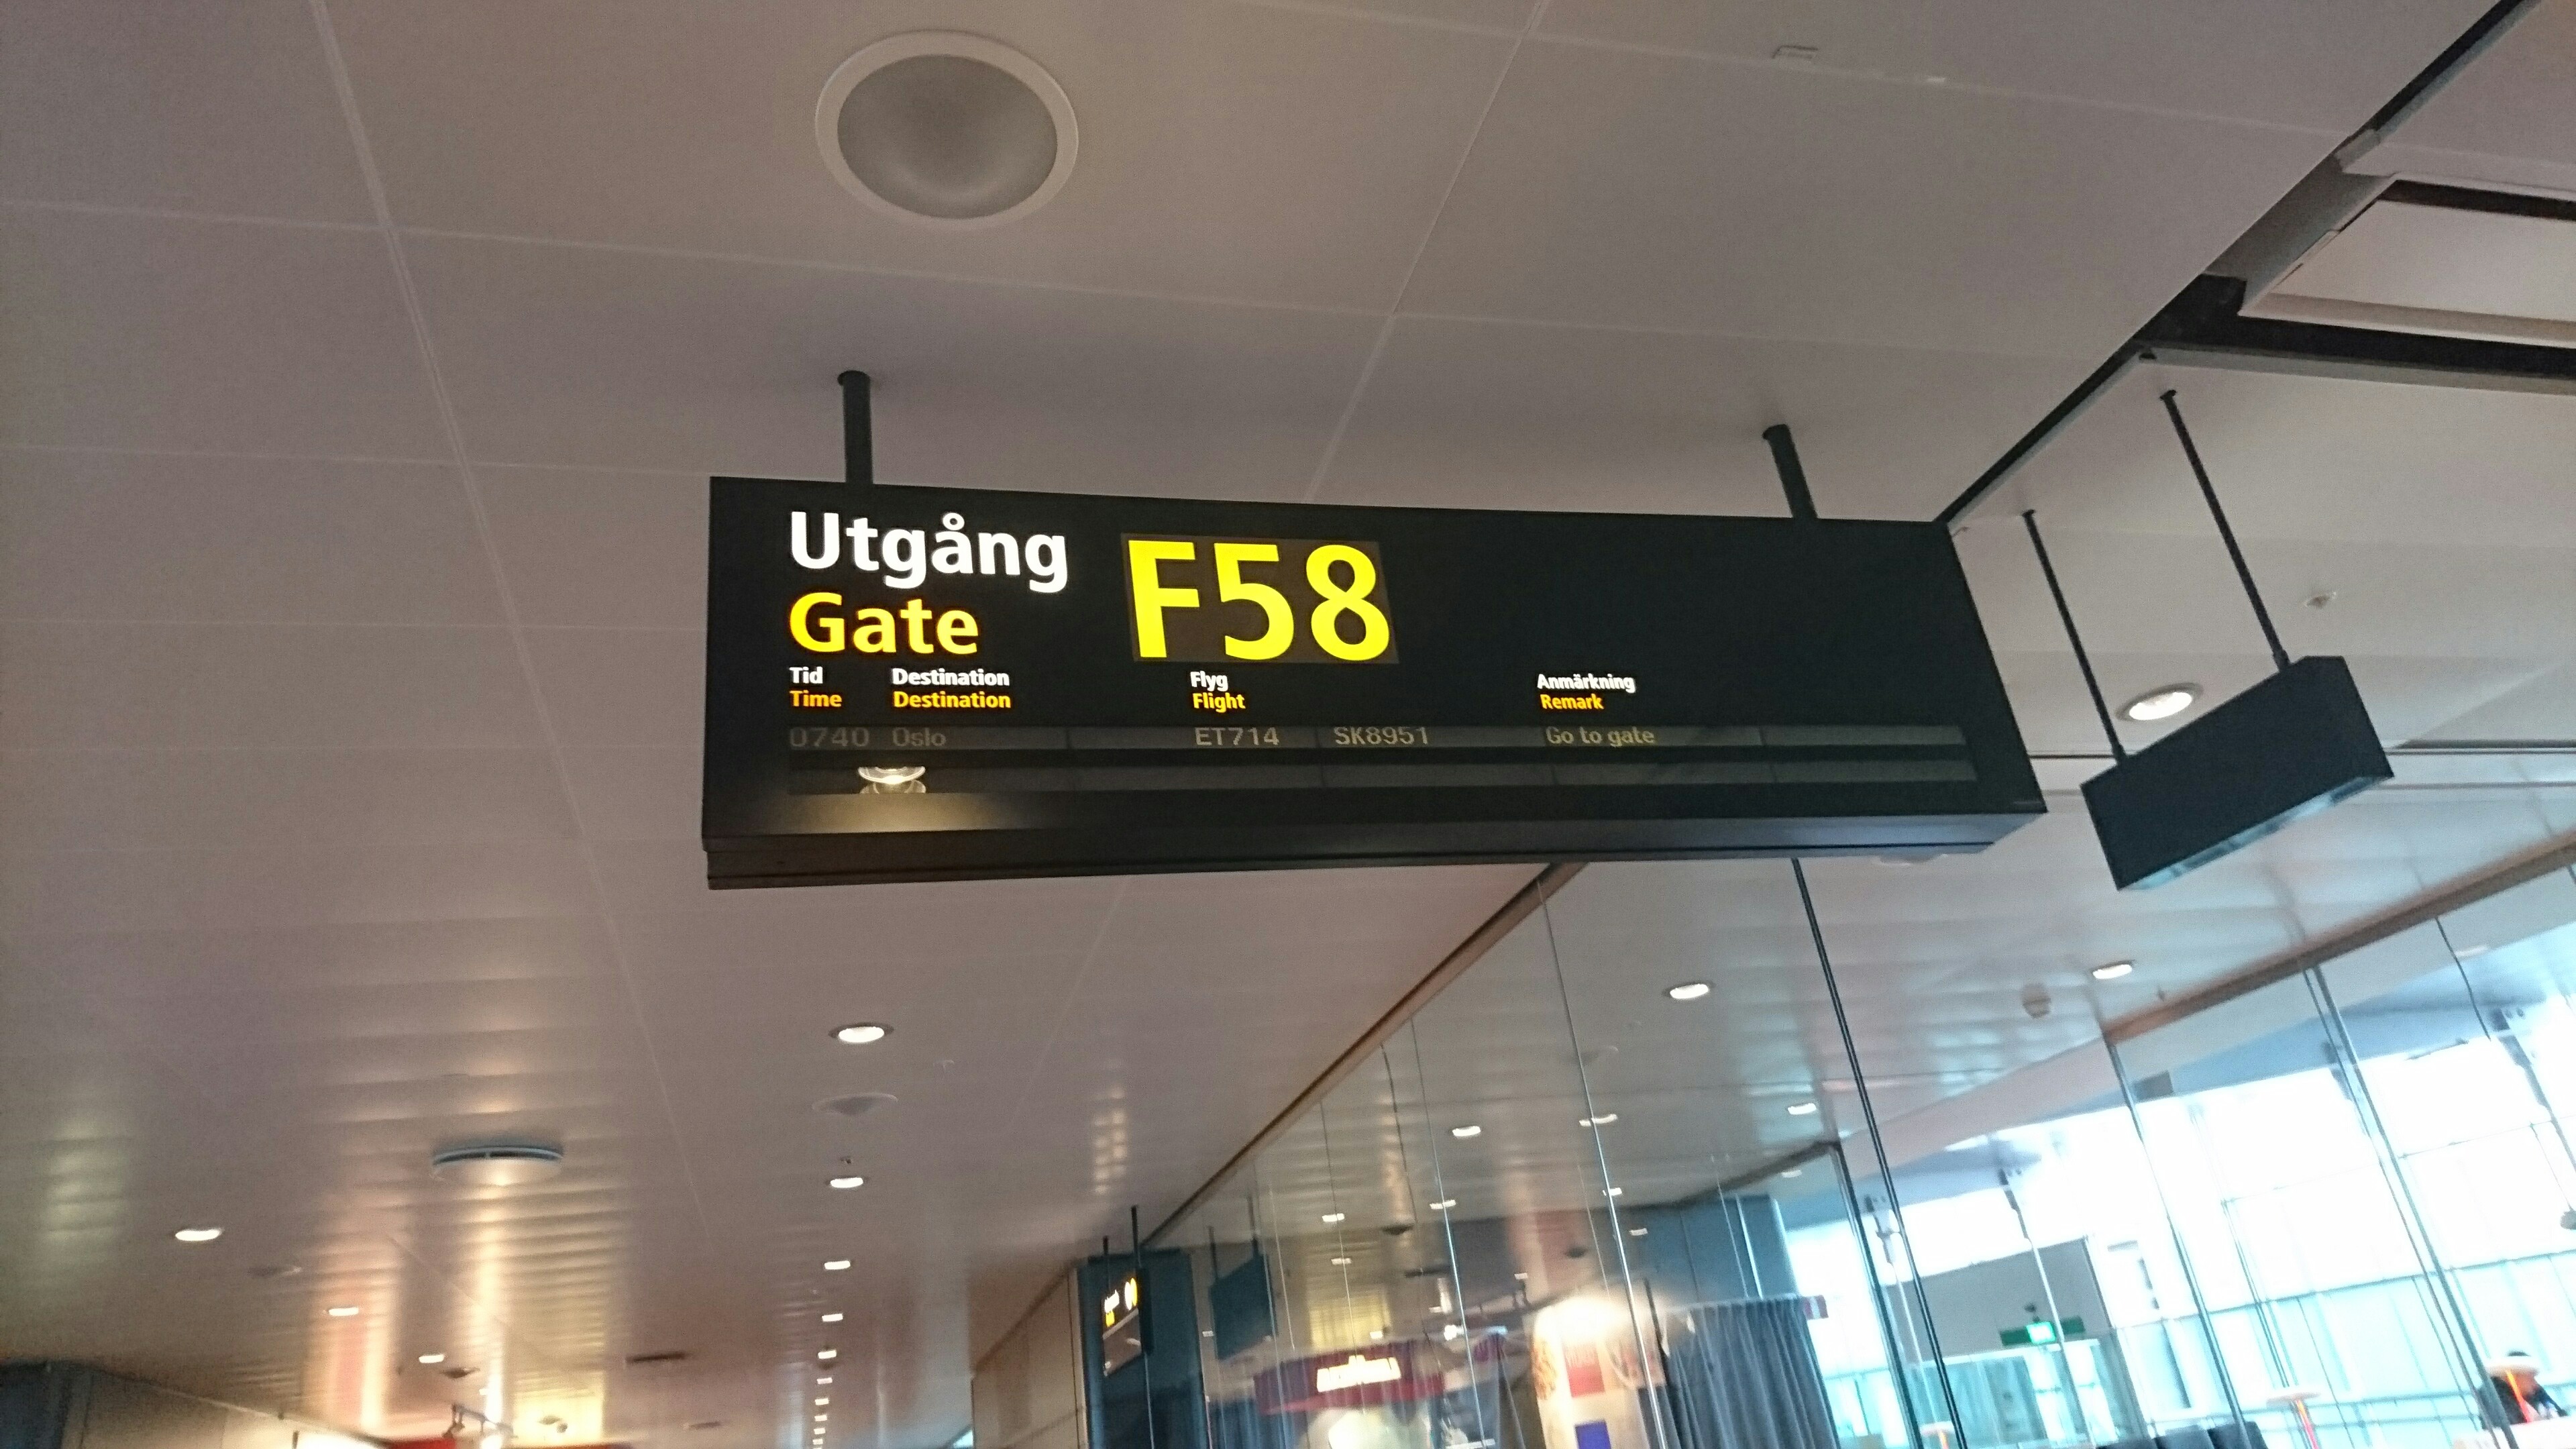 Utgång F58
Gate
Tid Destination Flyg Anmärkning
Time Destination Flight Remark
0740 Oslo ET714 SK8951 Go to gate